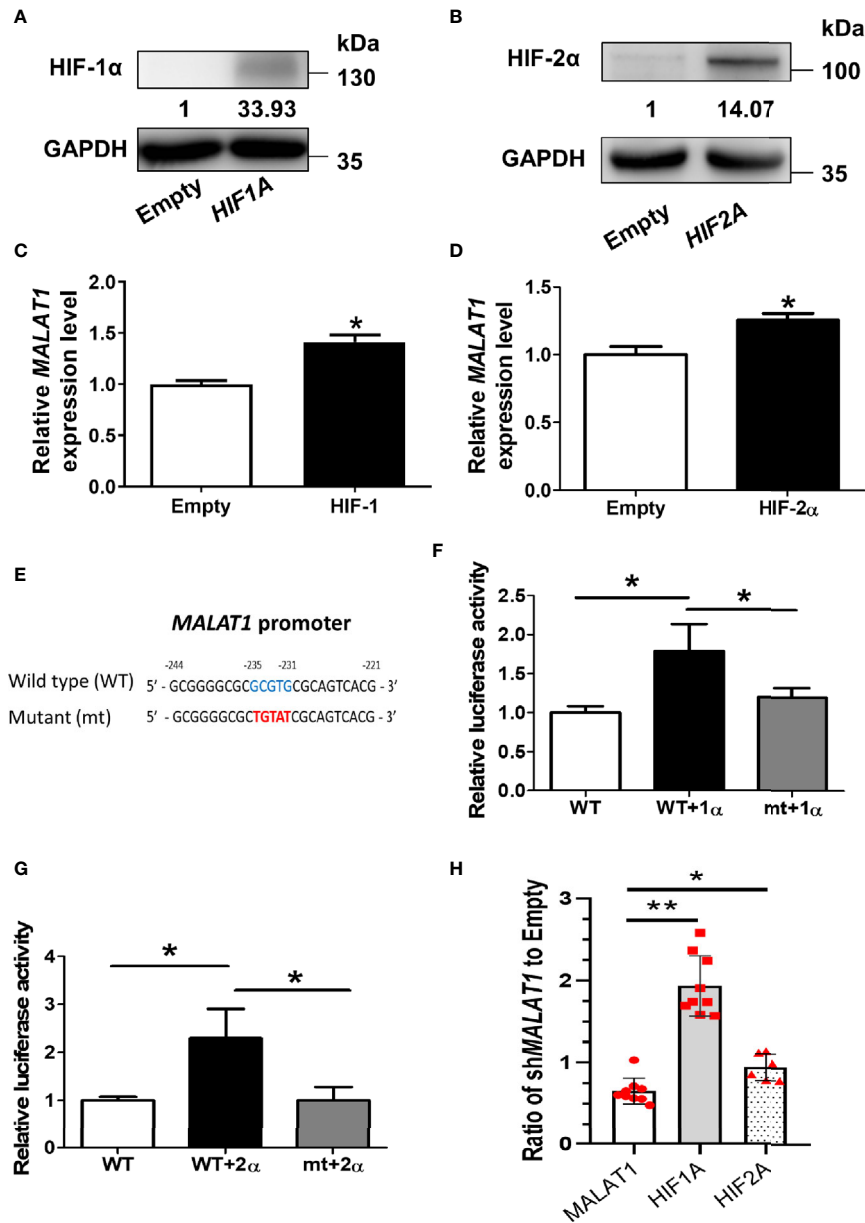 A
kDa
HIF-1α
130
1 33.93
GAPDH
35
Empty HIF1A
B
kDa
HIF-2α
100
1 14.07
GAPDH
35
Empty HIF2A
C
Relative MALAT1
expression level
2.0
1.5
1.0
0.5
0.0
*
Empty HIF-1
D
Relative MALAT1
expression level
1.5
1.0
0.5
0.0
*
Empty HIF-2α
E
MALAT1 promoter
-244 -235 -231 -221
Wild type (WT) 5' - GCGGGGCGCGCGTGCGCAGTCACG - 3'
Mutant (mt) 5' - GCGGGGCGCTGTATCGCAGTCACG - 3'
F
Relative luciferase activity
2.5
2.0
1.5
1.0
0.5
0.0
* *
WT WT+1α mt+1α
G
Relative luciferase activity
4
3
2
1
0
* *
WT WT+2α mt+2α
H
Ratio of shMALAT1 to Empty
3
2
1
0
*
**
MALAT1 HIF1A HIF2A